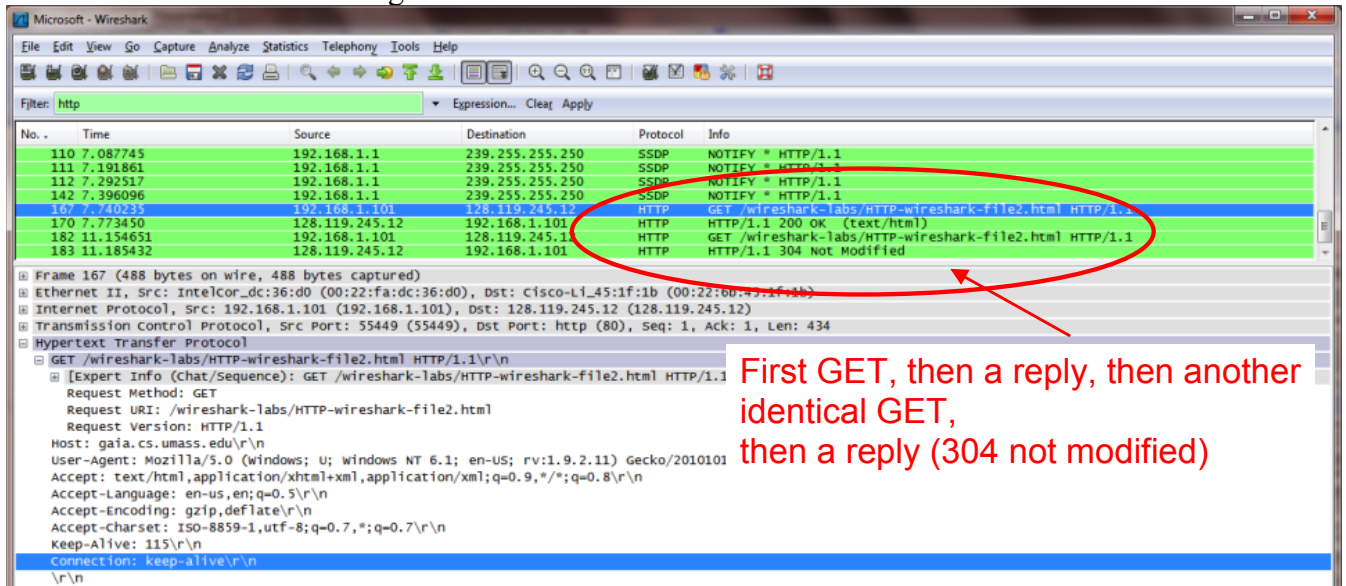 Microsoft - Wireshark
File Edit View Go Capture Analyze Statistics Telephony Tools Help
Filter: http Expression... Clear Apply
No. . Time Source Destination Protocol Info
110 7.087745 192.168.1.1 239.255.255.250 SSDP NOTIFY * HTTP/1.1
111 7.191861 192.168.1.1 239.255.255.250 SSDP NOTIFY * HTTP/1.1
112 7.292517 192.168.1.1 239.255.255.250 SSDP NOTIFY * HTTP/1.1
142 7.396096 192.168.1.1 239.255.255.250 SSDP NOTIFY * HTTP/1.1
167 7.740235 192.168.1.101 128.119.245.12 HTTP GET /wireshark-labs/HTTP-wireshark-file2.html HTTP/1.1
170 7.773450 128.119.245.12 192.168.1.101 HTTP HTTP/1.1 200 OK (text/html)
182 11.154651 192.168.1.101 128.119.245.12 HTTP GET /wireshark-labs/HTTP-wireshark-file2.html HTTP/1.1
183 11.185432 128.119.245.12 192.168.1.101 HTTP HTTP/1.1 304 Not Modified
Frame 167 (488 bytes on wire, 488 bytes captured)
Ethernet II, Src: IntelCor_dc:36:d0 (00:22:fa:dc:36:d0), Dst: Cisco-Li_45:1f:1b (00:22:6b:45:1f:1b)
Internet Protocol, Src: 192.168.1.101 (192.168.1.101), Dst: 128.119.245.12 (128.119.245.12)
Transmission Control Protocol, Src Port: 55449 (55449), Dst Port: http (80), Seq: 1, Ack: 1, Len: 434
Hypertext Transfer Protocol
GET /wireshark-labs/HTTP-wireshark-file2.html HTTP/1.1\r\n
[Expert Info (Chat/Sequence): GET /wireshark-labs/HTTP-wireshark-file2.html HTTP/1.1
Request Method: GET
Request URI: /wireshark-labs/HTTP-wireshark-file2.html
Request Version: HTTP/1.1
Host: gaia.cs.umass.edu\r\n
User-Agent: Mozilla/5.0 (Windows; U; Windows NT 6.1; en-US; rv:1.9.2.11) Gecko/2010101
Accept: text/html,application/xhtml+xml,application/xml;q=0.9,*/*;q=0.8\r\n
Accept-Language: en-us,en;q=0.5\r\n
Accept-Encoding: gzip,deflate\r\n
Accept-Charset: ISO-8859-1,utf-8;q=0.7,*;q=0.7\r\n
Keep-Alive: 115\r\n
Connection: keep-alive\r\n
\r\n
First GET, then a reply, then another
identical GET,
then a reply (304 not modified)